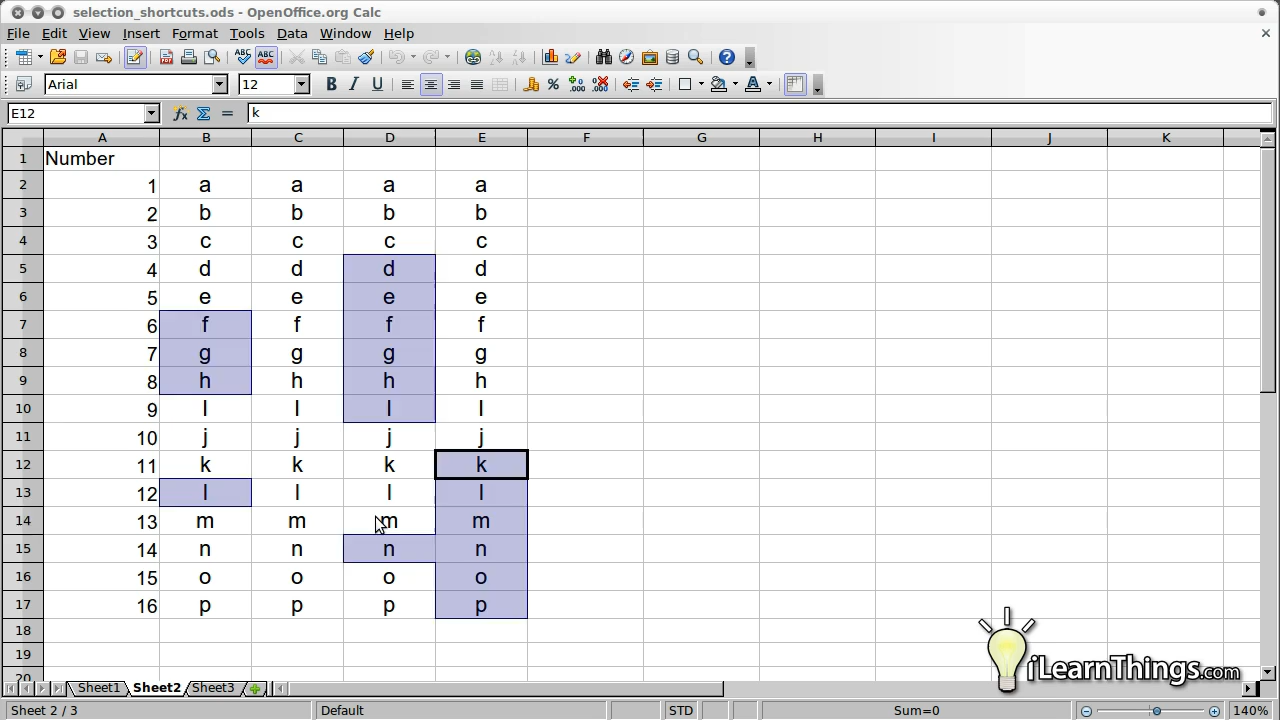 selection_shortcuts.ods - OpenOffice.org Calc
File Edit View Insert Format Tools Data Window Help
ABC ABC
Arial 12 B I U %
E12 k
A B C D E F G H I J K
1 Number
2 1 a a a a
3 2 b b b b
4 3 c c c c
5 4 d d d d
6 5 e e e e
7 6 f f f f
8 7 g g g g
9 8 h h h h
10 9 l l l l
11 10 j j j j
12 11 k k k k
13 12 l l l l
14 13 m m m m
15 14 n n n n
16 15 o o o o
17 16 p p p p
18
19
20
iLearnThings.com
Sheet1 Sheet2 Sheet3
Sheet 2 / 3 Default STD Sum=0 140%